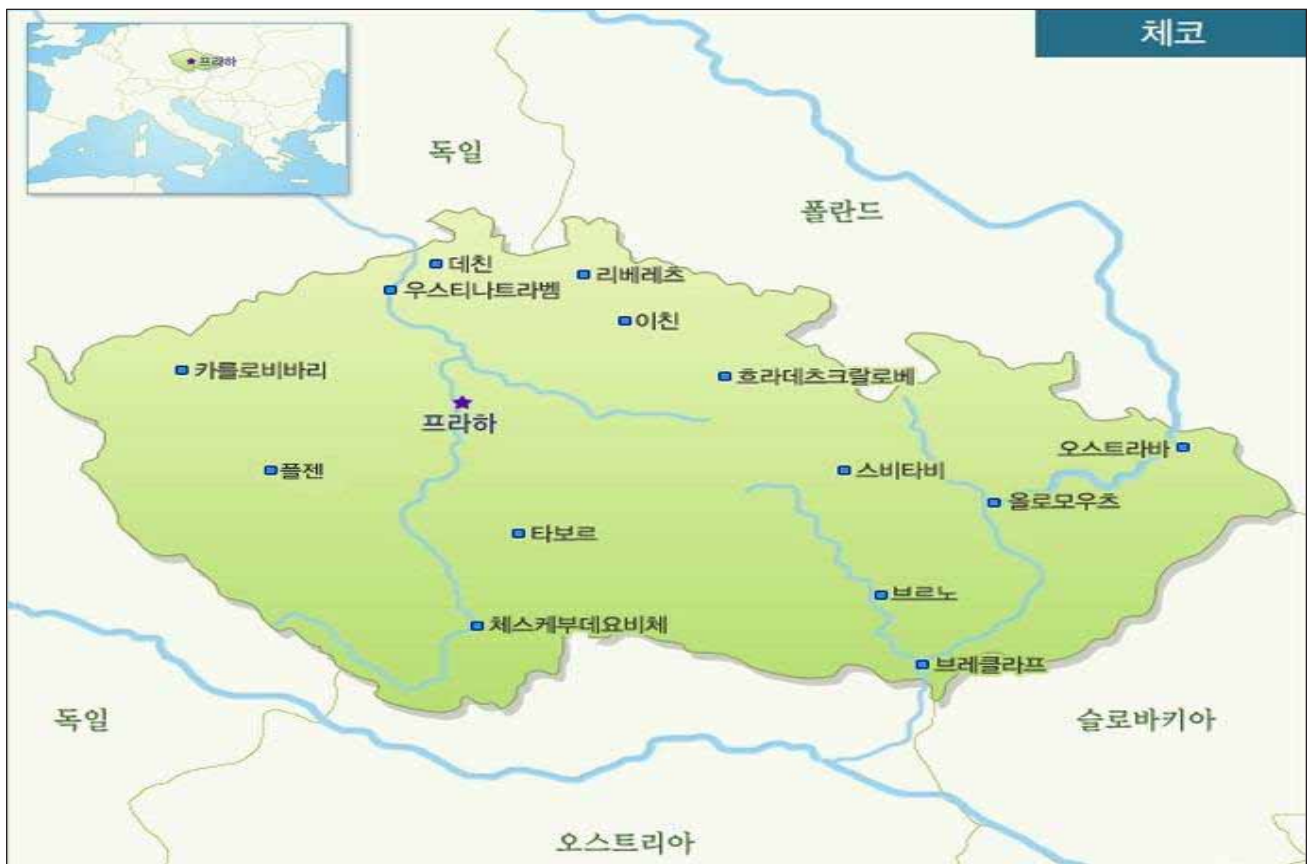 체코
프라하
독일
폴란드
데친
리베레츠
우스티나트라벰
이친
카를로비바리
흐라데츠크랄로베
프라하
오스트라바
플젠
스비타비
올로모우츠
타보르
브르노
체스케부데요비체
브레클라프
독일
슬로바키아
오스트리아